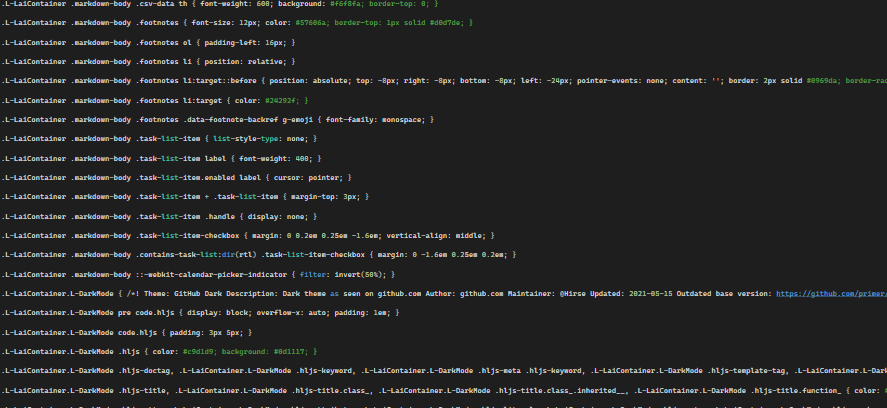 .L-LaiContainer .markdown-body .csv-data th { font-weight: 600; background: #f6f8fa; border-top: 0; }
.L-LaiContainer .markdown-body .footnotes { font-size: 12px; color: #57606a; border-top: 1px solid #d0d7de; }
.L-LaiContainer .markdown-body .footnotes ol { padding-left: 16px; }
.L-LaiContainer .markdown-body .footnotes li { position: relative; }
.L-LaiContainer .markdown-body .footnotes li:target::before { position: absolute; top: -8px; right: -8px; bottom: -8px; left: -24px; pointer-events: none; content: ''; border: 2px solid #0969da; border-rad
.L-LaiContainer .markdown-body .footnotes li:target { color: #24292f; }
.L-LaiContainer .markdown-body .footnotes .data-footnote-backref g-emoji { font-family: monospace; }
.L-LaiContainer .markdown-body .task-list-item { list-style-type: none; }
.L-LaiContainer .markdown-body .task-list-item label { font-weight: 400; }
.L-LaiContainer .markdown-body .task-list-item.enabled label { cursor: pointer; }
.L-LaiContainer .markdown-body .task-list-item + .task-list-item { margin-top: 3px; }
.L-LaiContainer .markdown-body .task-list-item .handle { display: none; }
.L-LaiContainer .markdown-body .task-list-item-checkbox { margin: 0 0.2em 0.25em -1.6em; vertical-align: middle; }
.L-LaiContainer .markdown-body .contains-task-list:dir(rtl) .task-list-item-checkbox { margin: 0 -1.6em 0.25em 0.2em; }
.L-LaiContainer .markdown-body ::-webkit-calendar-picker-indicator { filter: invert(50%); }
.L-LaiContainer.L-DarkMode { /*! Theme: GitHub Dark Description: Dark theme as seen on github.com Author: github.com Maintainer: @Hirse Updated: 2021-05-15 Outdated base version: https://github.com/primer/
.L-LaiContainer.L-DarkMode pre code.hljs { display: block; overflow-x: auto; padding: 1em; }
.L-LaiContainer.L-DarkMode code.hljs { padding: 3px 5px; }
.L-LaiContainer.L-DarkMode .hljs { color: #c9d1d9; background: #0d1117; }
.L-LaiContainer.L-DarkMode .hljs-doctag, .L-LaiContainer.L-DarkMode .hljs-keyword, .L-LaiContainer.L-DarkMode .hljs-meta .hljs-keyword, .L-LaiContainer.L-DarkMode .hljs-template-tag, .L-LaiContainer.L-
.L-LaiContainer.L-DarkMode .hljs-title, .L-LaiContainer.L-DarkMode .hljs-title.class_, .L-LaiContainer.L-DarkMode .hljs-title.class_.inherited__, .L-LaiContainer.L-DarkMode .hljs-title.function_ { color: #